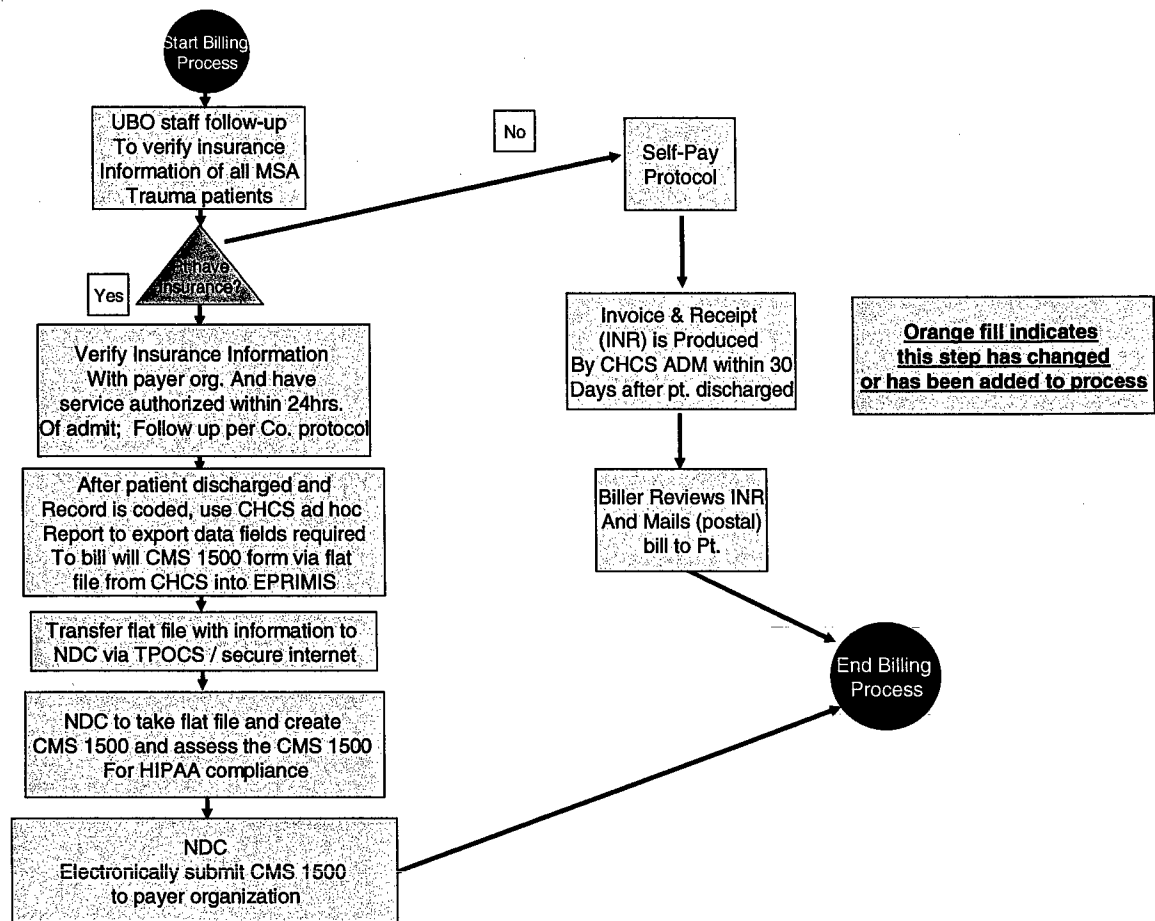 Start Billing
Process
UBO staff follow-up
To verify insurance
Information of all MSA
Trauma patients
No
Self-Pay
Protocol
Pt have
Insurance?
Yes
Verify Insurance Information
With payer org. And have
service authorized within 24hrs.
Of admit; Follow up per Co. protocol
Invoice & Receipt
(INR) is Produced
By CHCS ADM within 30
Days after pt. discharged
Orange fill indicates
this step has changed
or has been added to process
After patient discharged and
Record is coded, use CHCS ad hoc
Report to export data fields required
To bill will CMS 1500 form via flat
file from CHCS into EPRIMIS
Biller Reviews INR
And Mails (postal)
bill to Pt.
Transfer flat file with information to
NDC via TPOCS / secure internet
NDC to take flat file and create
CMS 1500 and assess the CMS 1500
For HIPAA compliance
NDC
Electronically submit CMS 1500
to payer organization
End Billing
Process